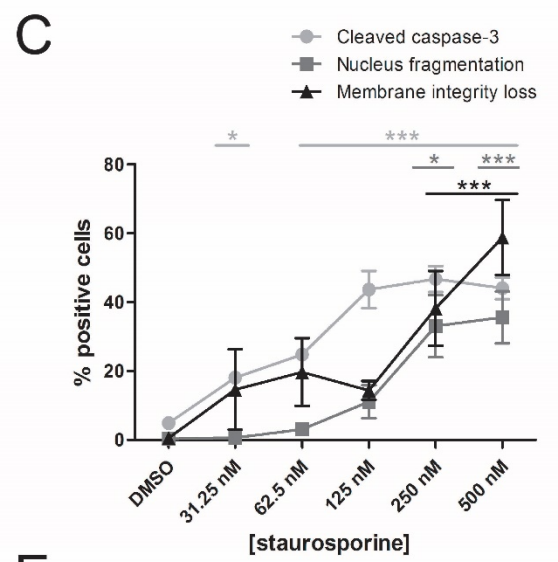 C
Cleaved caspase-3
Nucleus fragmentation
Membrane integrity loss
* ***
* ***
***
80
60
40
20
0
% positive cells
DMSO
31.25 nM
62.5 nM
125 nM
250 nM
500 nM
[staurosporine]